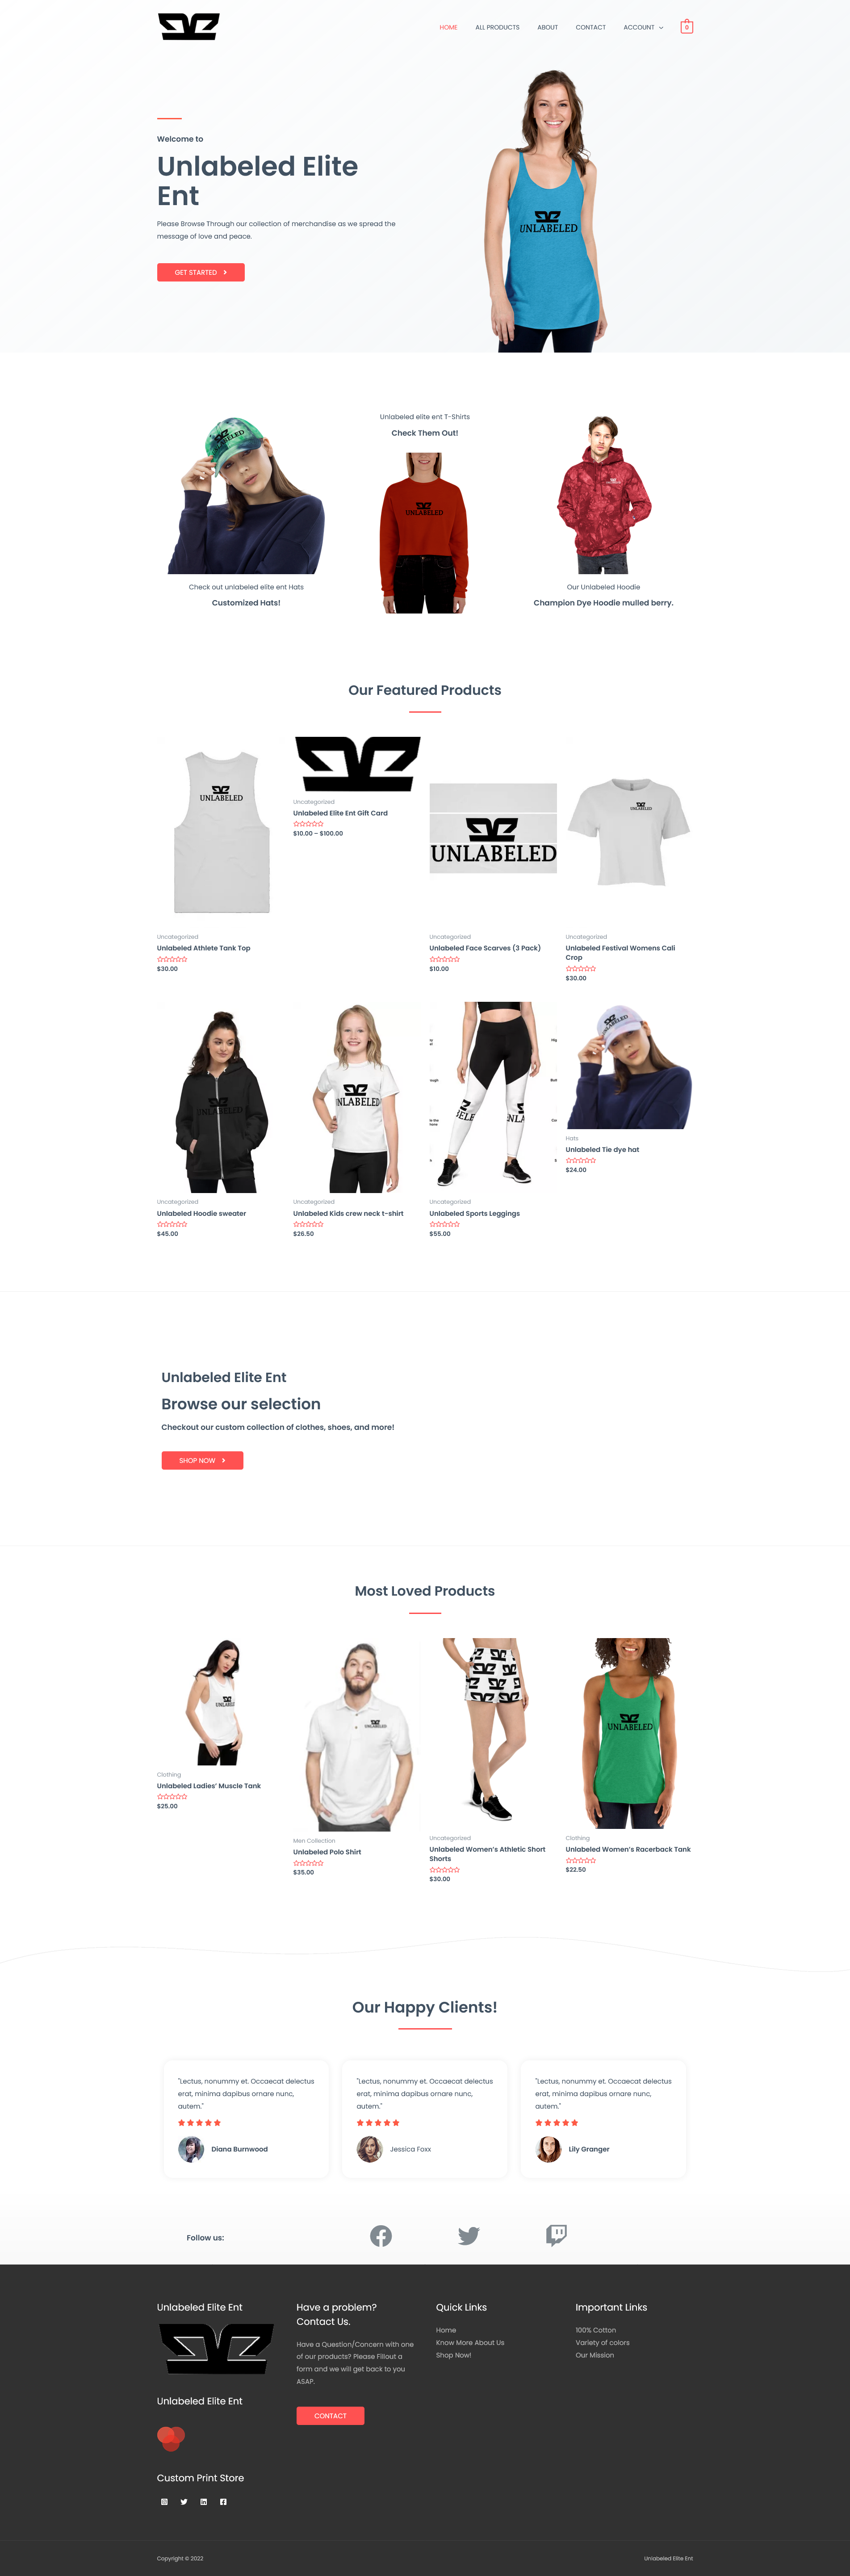 HOME ALL PRODUCTS ABOUT CONTACT ACCOUNT 0
Welcome to
Unlabeled Elite
Ent
Please Browse Through our collection of merchandise as we spread the
message of love and peace.
GET STARTED
UNLABELED
UNLABELED
Check out unlabeled elite ent Hats
Customized Hats!
Unlabeled elite ent T-Shirts
Check Them Out!
UNLABELED
UNLABELED
Our Unlabeled Hoodie
Champion Dye Hoodie mulled berry.
Our Featured Products
UNLABELED
Uncategorized
Unlabeled Athlete Tank Top
$30.00
Uncategorized
Unlabeled Elite Ent Gift Card
$10.00 – $100.00
UNLABELED
Uncategorized
Unlabeled Face Scarves (3 Pack)
$10.00
UNLABELED
Uncategorized
Unlabeled Festival Womens Cali
Crop
$30.00
UNLABELED
Uncategorized
Unlabeled Hoodie sweater
$45.00
UNLABELED
Uncategorized
Unlabeled Kids crew neck t-shirt
$26.50
Uncategorized
Unlabeled Sports Leggings
$55.00
UNLABELED
Hats
Unlabeled Tie dye hat
$24.00
Unlabeled Elite Ent
Browse our selection
Checkout our custom collection of clothes, shoes, and more!
SHOP NOW
Most Loved Products
Clothing
Unlabeled Ladies’ Muscle Tank
$25.00
UNLABELED
Men Collection
Unlabeled Polo Shirt
$35.00
Uncategorized
Unlabeled Women’s Athletic Short
Shorts
$30.00
UNLABELED
Clothing
Unlabeled Women’s Racerback Tank
$22.50
Our Happy Clients!
"Lectus, nonummy et. Occaecat delectus
erat, minima dapibus ornare nunc,
autem."
Diana Burnwood
"Lectus, nonummy et. Occaecat delectus
erat, minima dapibus ornare nunc,
autem."
Jessica Foxx
"Lectus, nonummy et. Occaecat delectus
erat, minima dapibus ornare nunc,
autem."
Lily Granger
Follow us:
Unlabeled Elite Ent
Unlabeled Elite Ent
Custom Print Store
Have a problem?
Contact Us.
Have a Question/Concern with one
of our products? Please Fillout a
form and we will get back to you
ASAP.
CONTACT
Quick Links
Home
Know More About Us
Shop Now!
Important Links
100% Cotton
Variety of colors
Our Mission
Copyright © 2022
Unlabeled Elite Ent